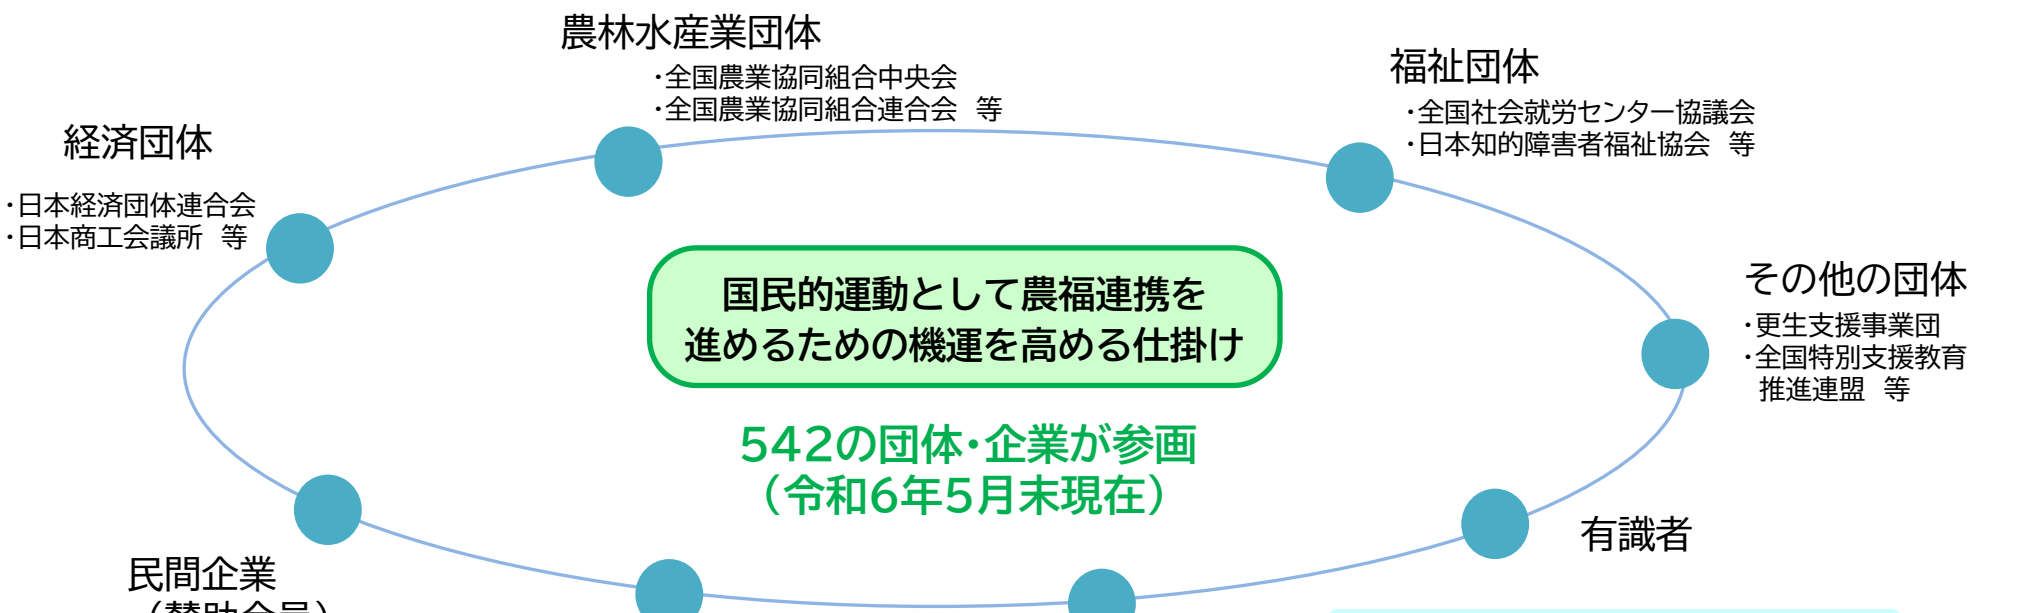 農林水産業団体
・全国農業協同組合中央会
・全国農業協同組合連合会　等
福祉団体
・全国社会就労センター協議会
・日本知的障害者福祉協会　等
経済団体
・日本経済団体連合会
・日本商工会議所　等
国民的運動として農福連携を
進めるための機運を高める仕掛け
その他の団体
・更生支援事業団
・全国特別支援教育
推進連盟　等
542の団体・企業が参画
（令和6年5月末現在）
有識者
民間企業
（賛助会員）